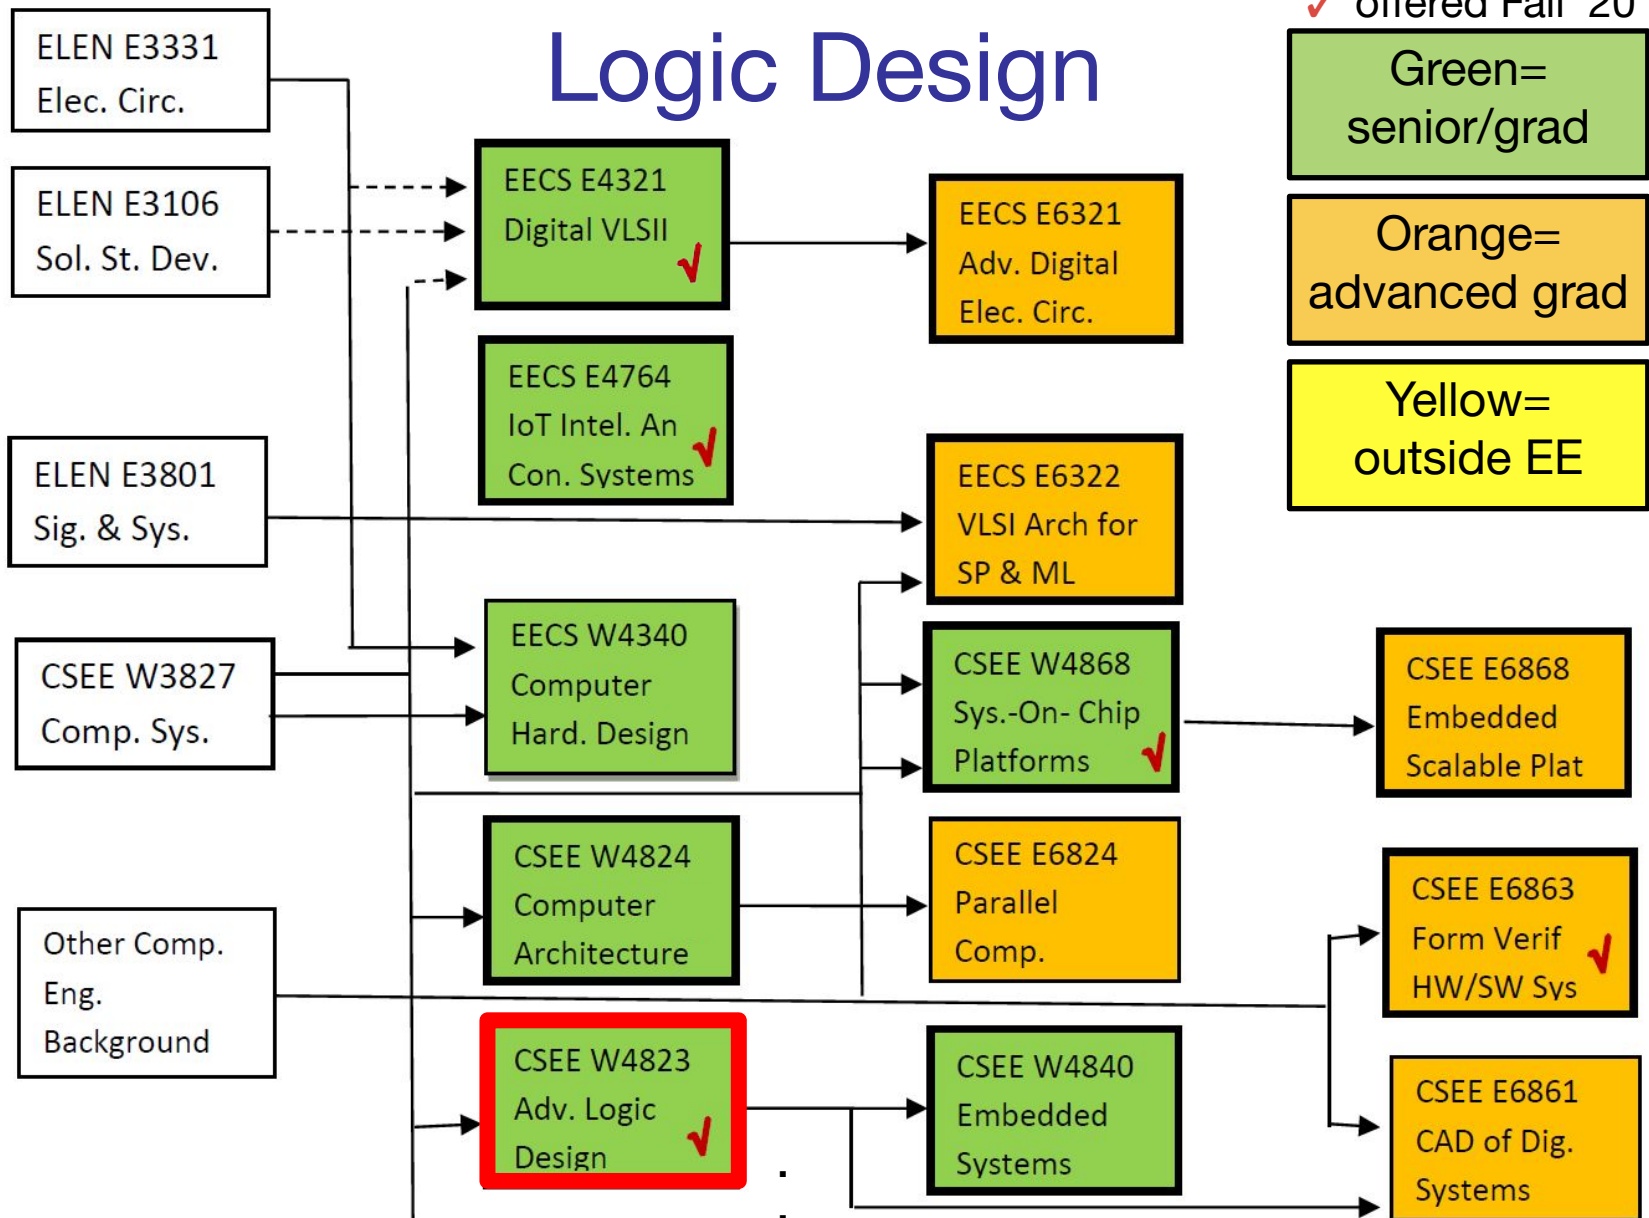 Logic Design
✓ offered Fall '20
Green=
senior/grad
Orange=
advanced grad
Yellow=
outside EE
ELEN E3331
Elec. Circ.
ELEN E3106
Sol. St. Dev.
ELEN E3801
Sig. & Sys.
CSEE W3827
Comp. Sys.
Other Comp.
Eng.
Background
EECS E4321
Digital VLSII
√
EECS E4764
IoT Intel. An
Con. Systems
√
EECS W4340
Computer
Hard. Design
CSEE W4824
Computer
Architecture
CSEE W4823
Adv. Logic
Design
√
EECS E6321
Adv. Digital
Elec. Circ.
EECS E6322
VLSI Arch for
SP & ML
CSEE W4868
Sys.-On- Chip
Platforms
√
CSEE E6824
Parallel
Comp.
CSEE W4840
Embedded
Systems
CSEE E6868
Embedded
Scalable Plat
CSEE E6863
Form Verif
HW/SW Sys
√
CSEE E6861
CAD of Dig.
Systems